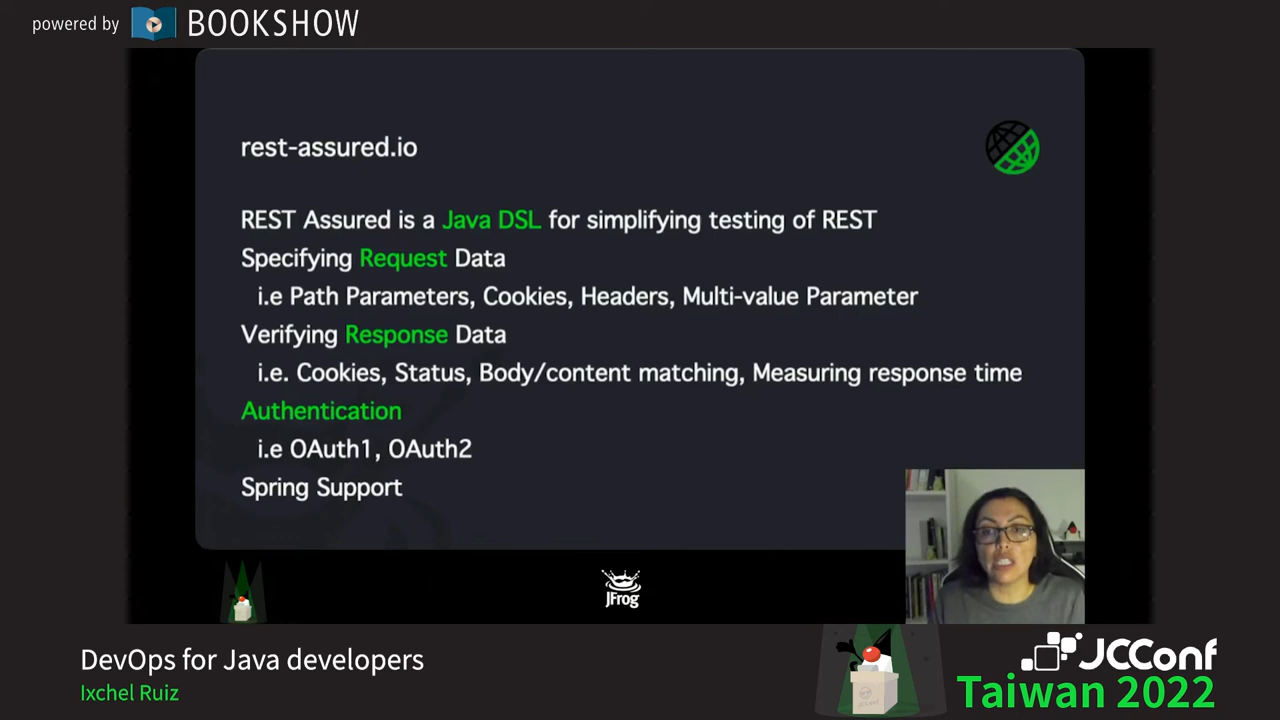 powered by BOOKSHOW
rest-assured.io
REST Assured is a Java DSL for simplifying testing of REST
Specifying Request Data
i.e Path Parameters, Cookies, Headers, Multi-value Parameter
Verifying Response Data
i.e. Cookies, Status, Body/content matching, Measuring response time
Authentication
i.e OAuth1, OAuth2
Spring Support
JFrog
DevOps for Java developers
Ixchel Ruiz
JCConf
Taiwan 2022